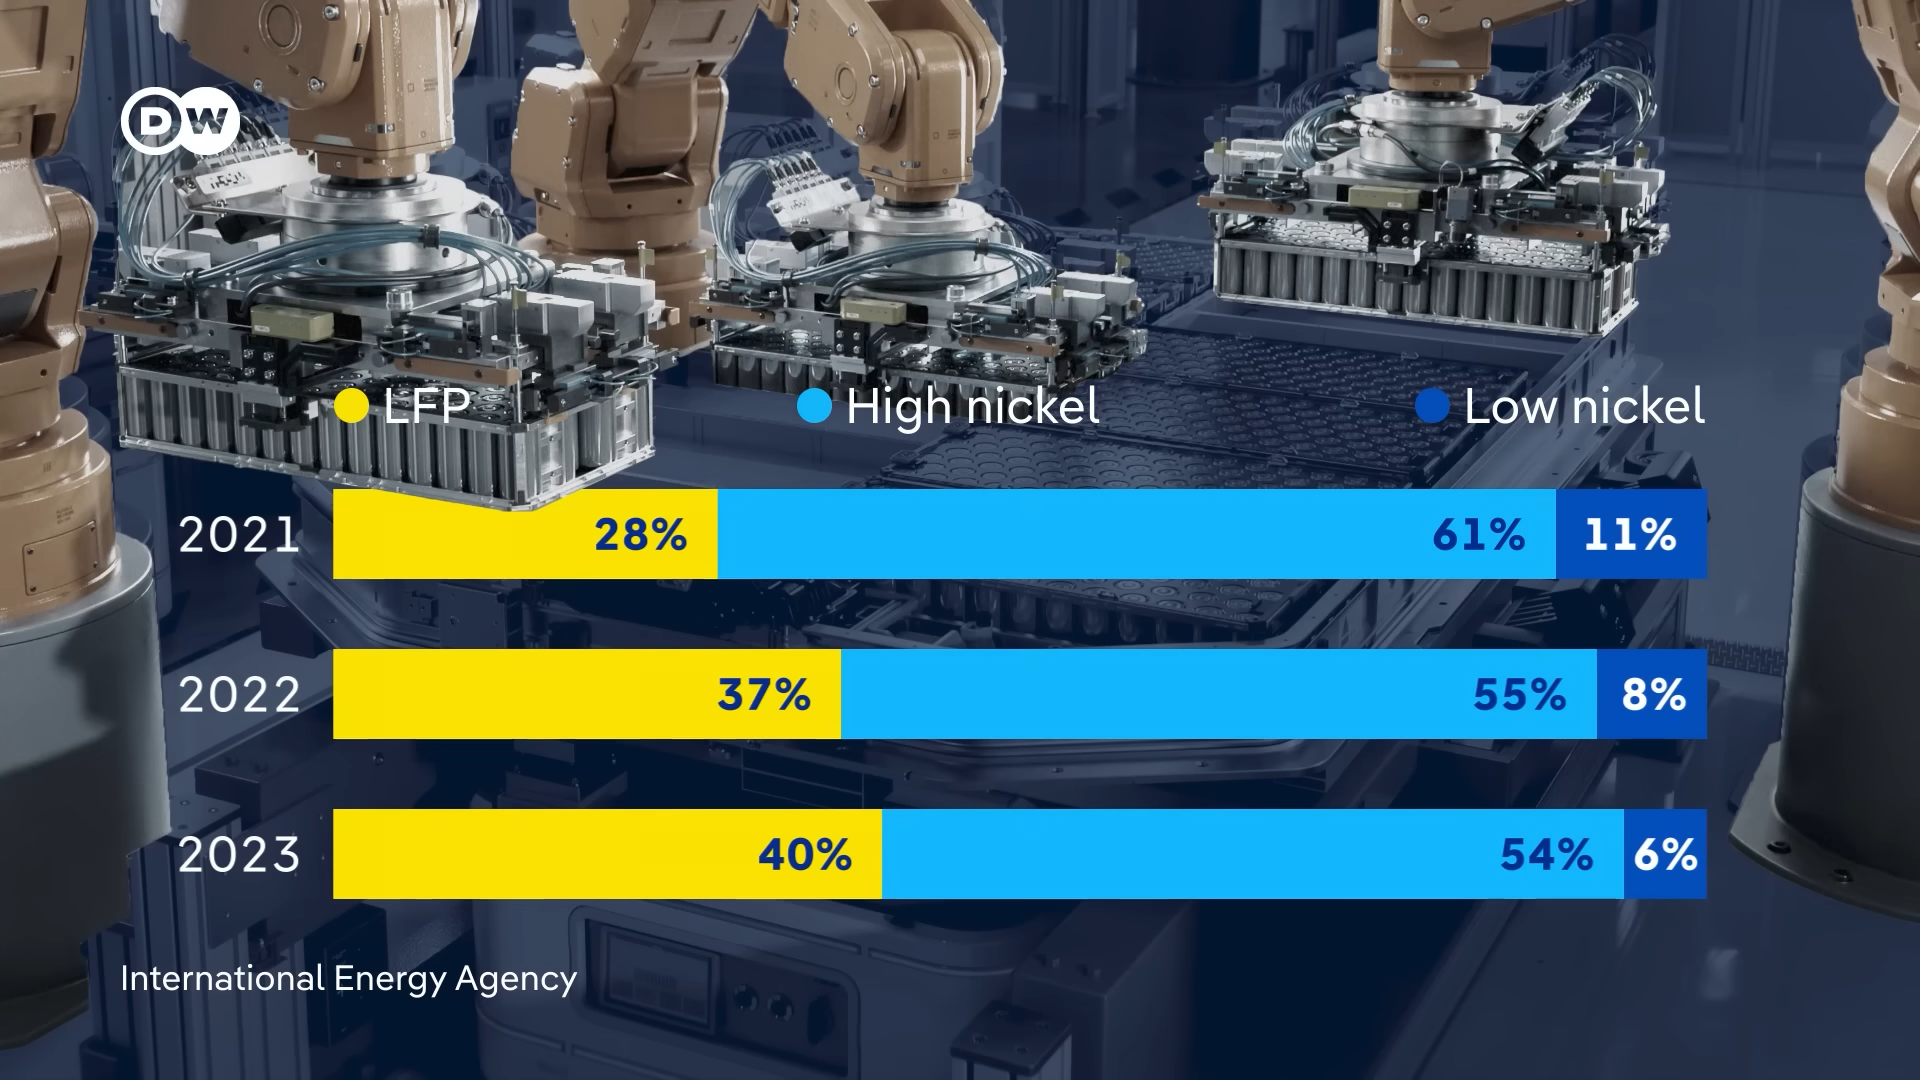 DW
LFP
High nickel
Low nickel
2021 28% 61% 11%
2022 37% 55% 8%
2023 40% 54% 6%
International Energy Agency